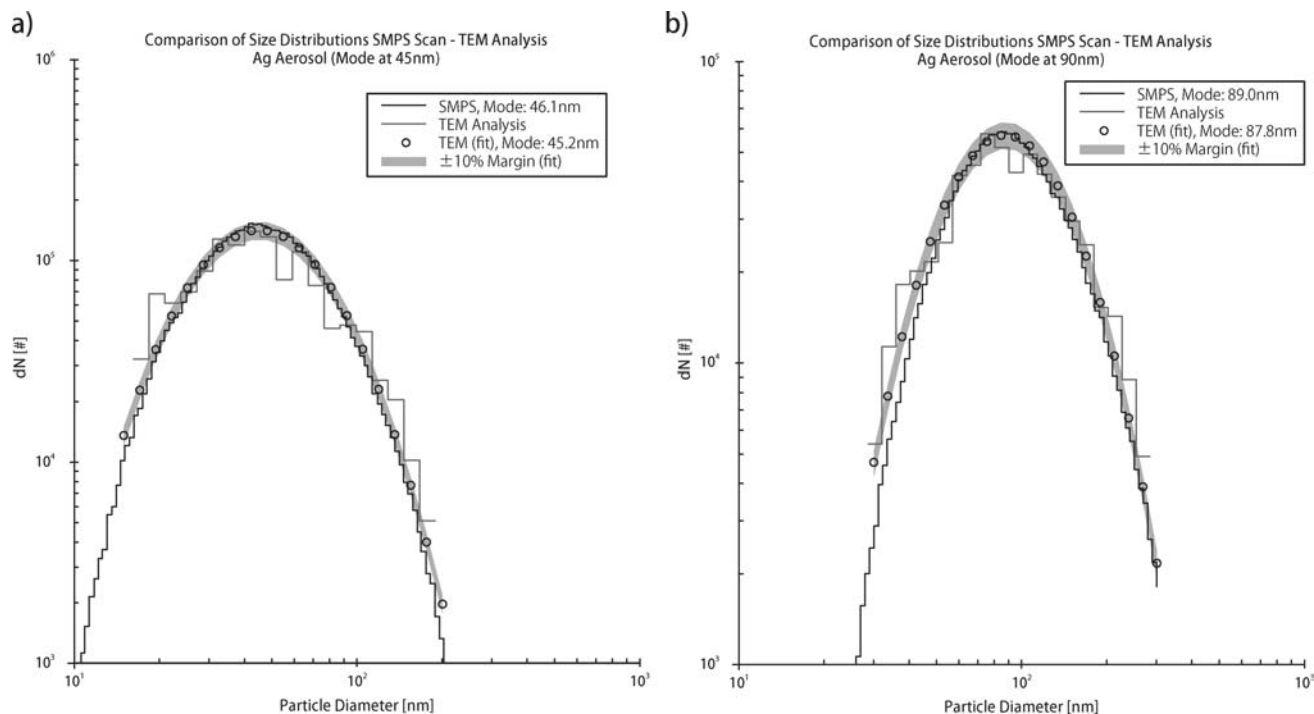 a)
Comparison of Size Distributions SMPS Scan - TEM Analysis
Ag Aerosol (Mode at 45nm)
SMPS, Mode: 46.1nm
TEM Analysis
TEM (fit), Mode: 45.2nm
±10% Margin (fit)
dN [#]
10⁶
10⁵
10⁴
10³
10¹
10²
10³
Particle Diameter [nm]
b)
Comparison of Size Distributions SMPS Scan - TEM Analysis
Ag Aerosol (Mode at 90nm)
SMPS, Mode: 89.0nm
TEM Analysis
TEM (fit), Mode: 87.8nm
±10% Margin (fit)
dN [#]
10⁵
10⁴
10³
10¹
10²
10³
Particle Diameter [nm]